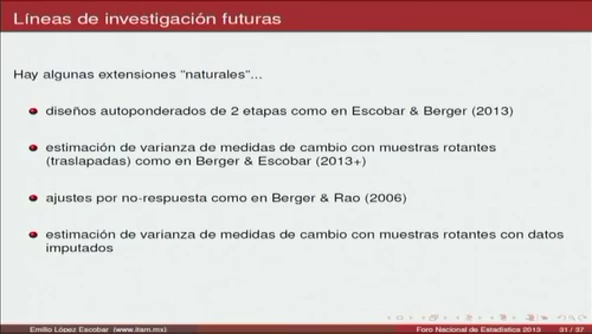 Líneas de investigación futuras
Hay algunas extensiones "naturales"...
diseños autoponderados de 2 etapas como en Escobar & Berger (2013)
estimación de varianza de medidas de cambio con muestras rotantes
(traslapadas) como en Berger & Escobar (2013+)
ajustes por no-respuesta como en Berger & Rao (2006)
estimación de varianza de medidas de cambio con muestras rotantes con datos
imputados
Emilio López Escobar (www.itam.mx) Foro Nacional de Estadística 2013 31 / 37